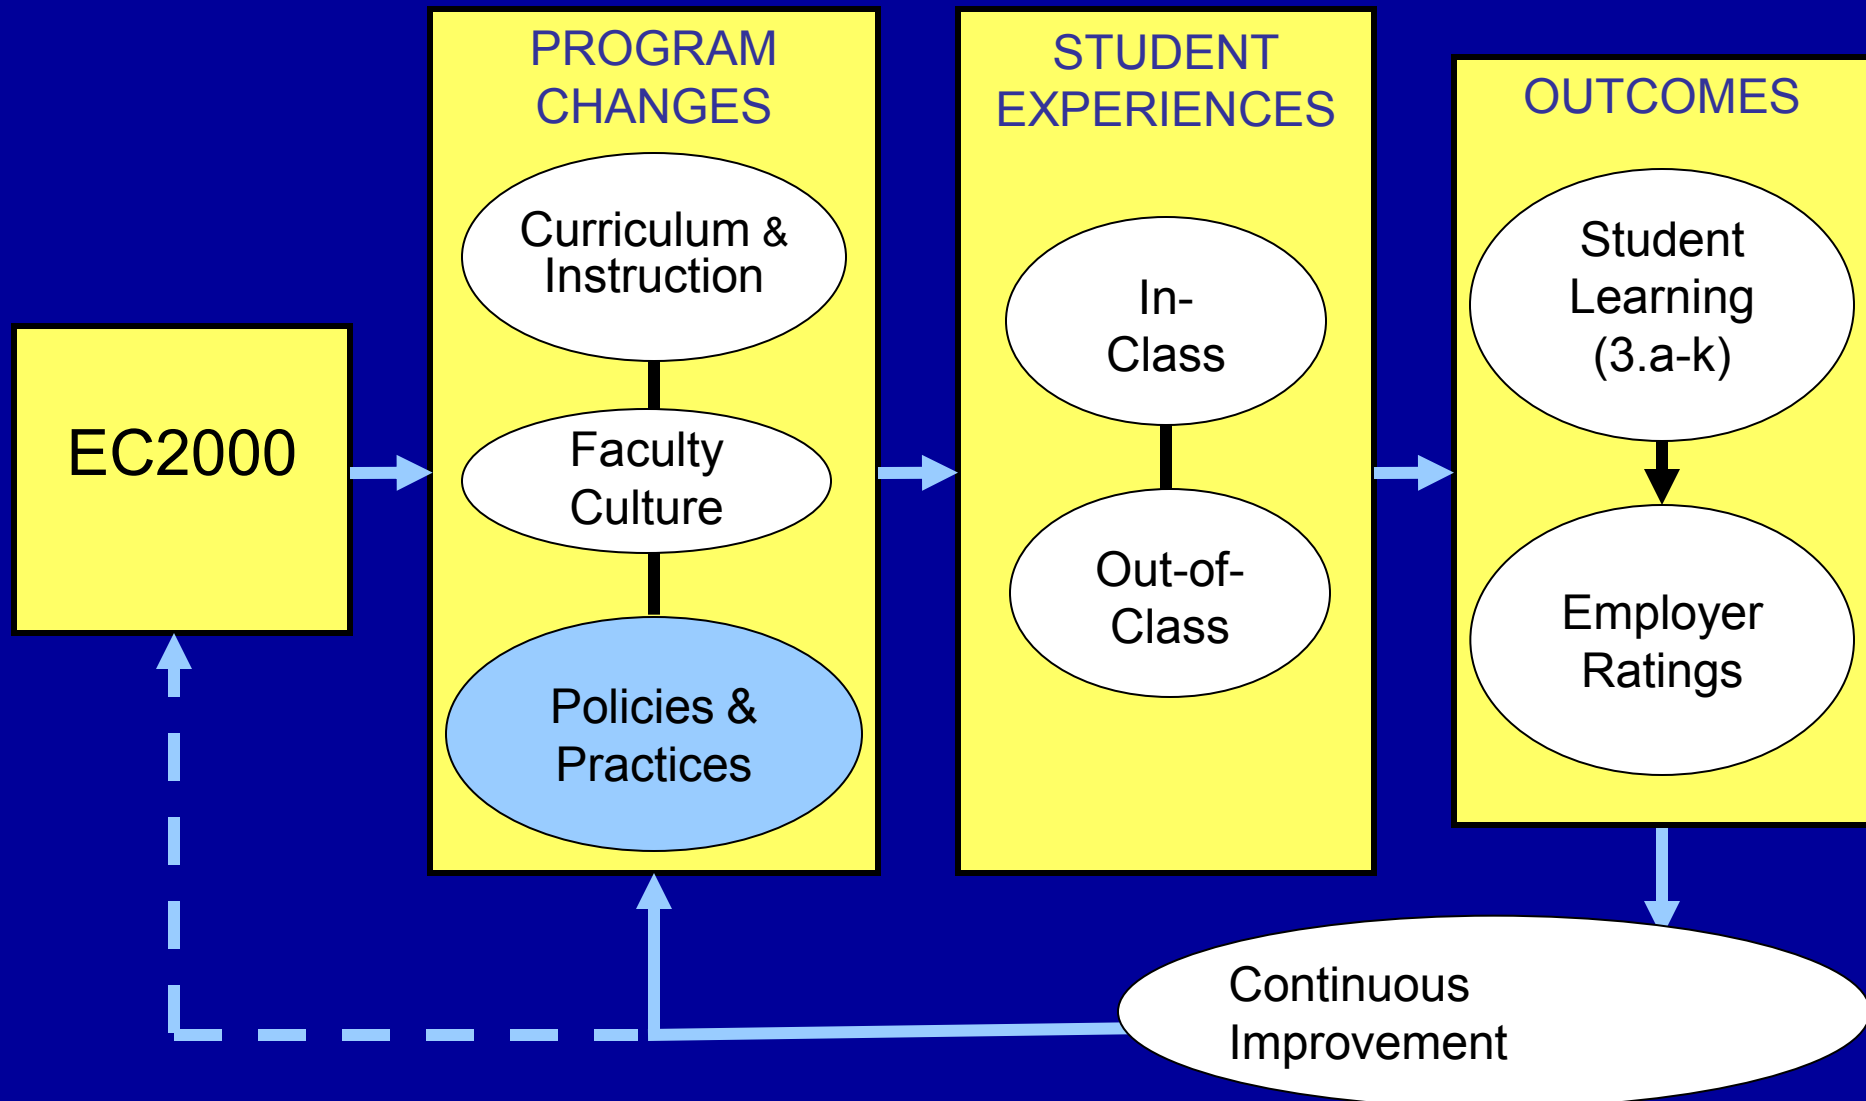 EC2000
PROGRAM
CHANGES
Curriculum &
Instruction
Faculty
Culture
Policies &
Practices
STUDENT
EXPERIENCES
In-
Class
Out-of-
Class
OUTCOMES
Student
Learning
(3.a-k)
Employer
Ratings
Continuous
Improvement